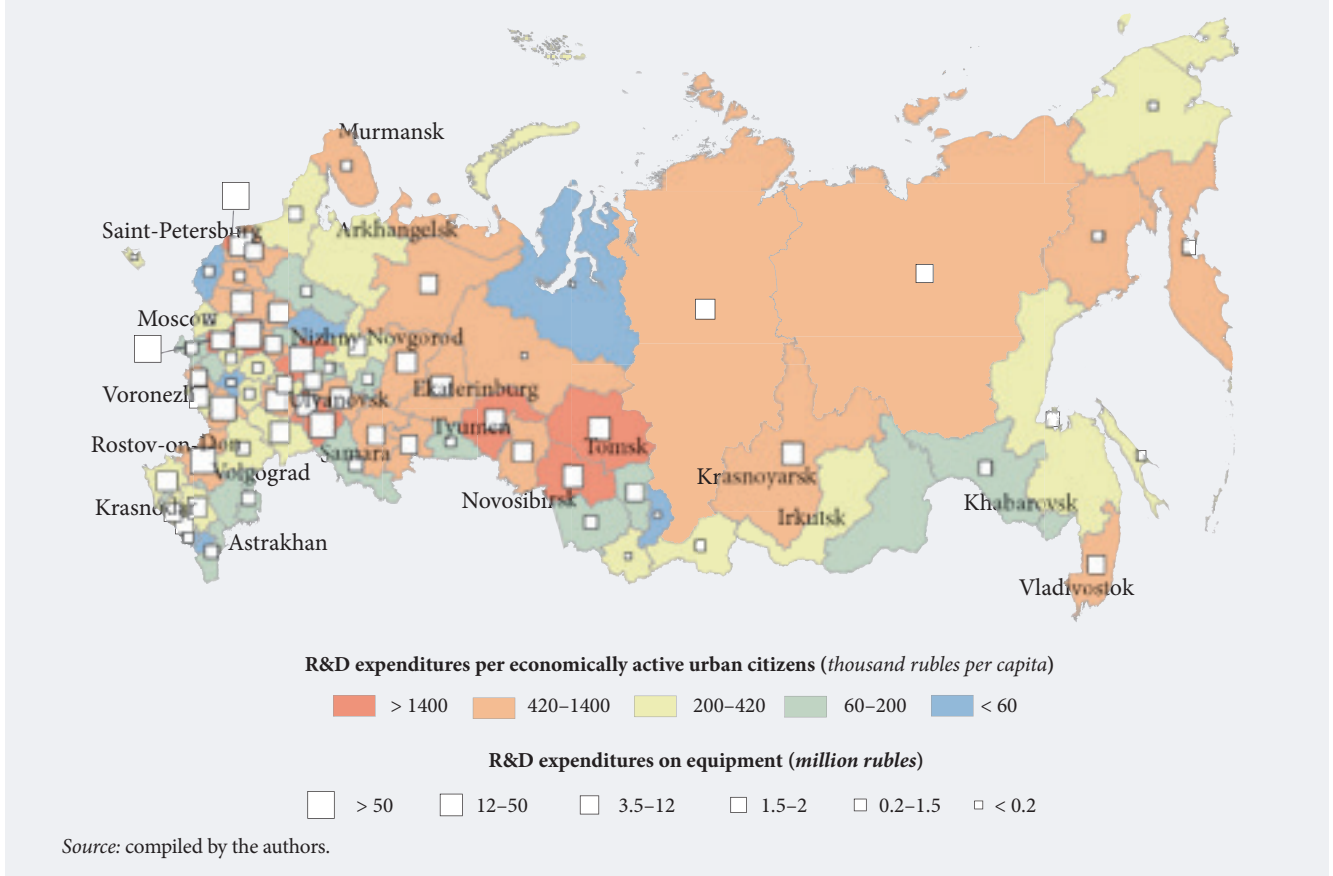 Murmansk
Saint-Petersburg
Arkhangelsk
Moscow
Nizhny Novgorod
Voronezh
Ekaterinburg
Ulyanovsk
Tyumen
Rostov-on-Don
Samara
Tomsk
Volgograd
Krasnoyarsk
Novosibirsk
Krasnodar
Khabarovsk
Irkutsk
Astrakhan
Vladivostok
R&D expenditures per economically active urban citizens (thousand rubles per capita)
> 1400 420–1400 200–420 60–200 < 60
R&D expenditures on equipment (million rubles)
> 50 12–50 3.5–12 1.5–2 0.2–1.5 < 0.2
Source: compiled by the authors.